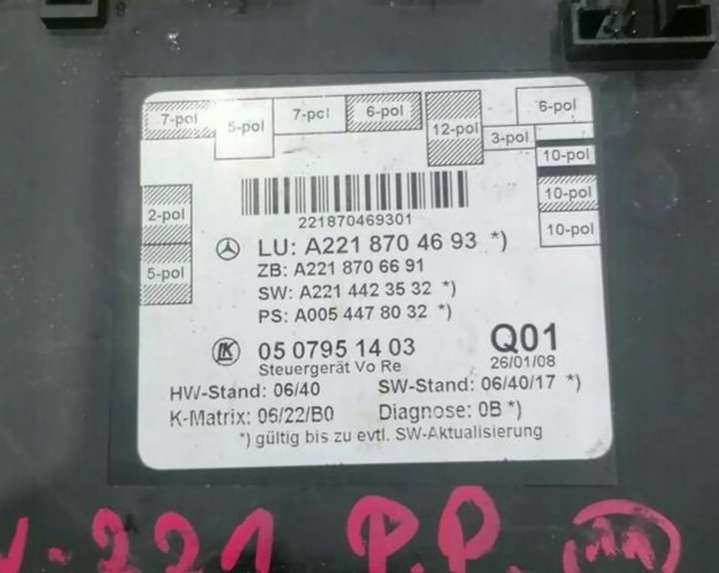 7-pol
5-pol
7-pol
6-pol
12-pol
3-pol
6-pol
10-pol
2-pol
10-pol
5-pol
10-pol
221870469301
LU: A221 870 46 93 *)
ZB: A221 870 66 91
SW: A221 442 35 32 *)
PS: A005 447 80 32 *)
LK 05 0795 14 03 Q01
Steuergerät Vo Re 26/01/08
HW-Stand: 06/40 SW-Stand: 06/40/17 *)
K-Matrix: 06/22/B0 Diagnose: 0B *)
*) gültig bis zu evtl. SW-Aktualisierung
W-221 P.P.